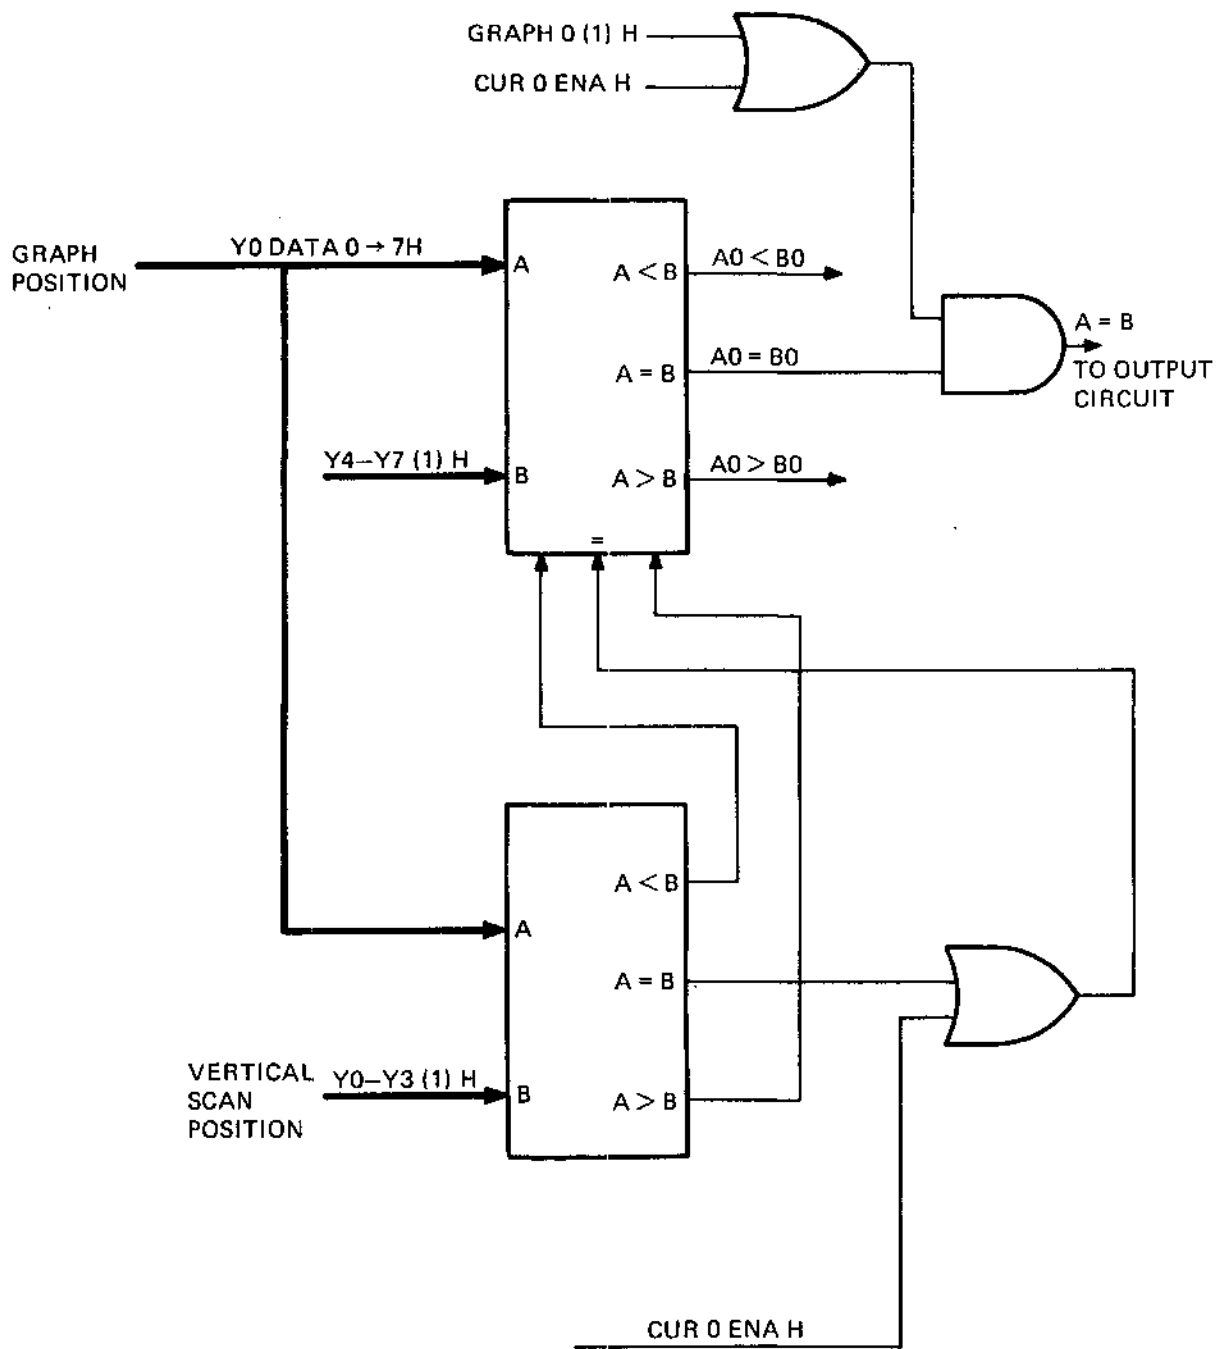 GRAPH 0 (1) H
CUR 0 ENA H
GRAPH
POSITION
Y0 DATA 0 → 7H
A
A < B
A0 < B0
A = B
A0 = B0
A = B
TO OUTPUT
CIRCUIT
Y4–Y7 (1) H
B
A > B
A0 > B0
=
A < B
A
A = B
VERTICAL
SCAN
POSITION
Y0–Y3 (1) H
B
A > B
CUR 0 ENA H